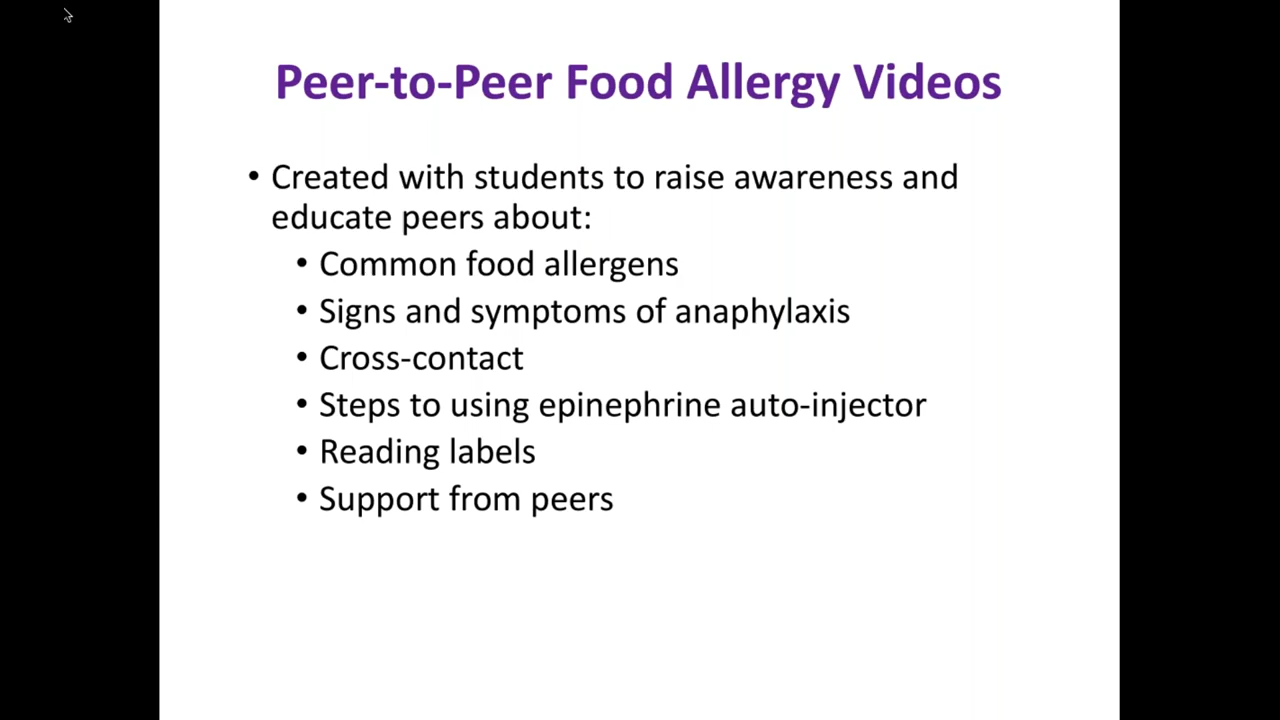 Peer-to-Peer Food Allergy Videos
• Created with students to raise awareness and
educate peers about:
• Common food allergens
• Signs and symptoms of anaphylaxis
• Cross-contact
• Steps to using epinephrine auto-injector
• Reading labels
• Support from peers